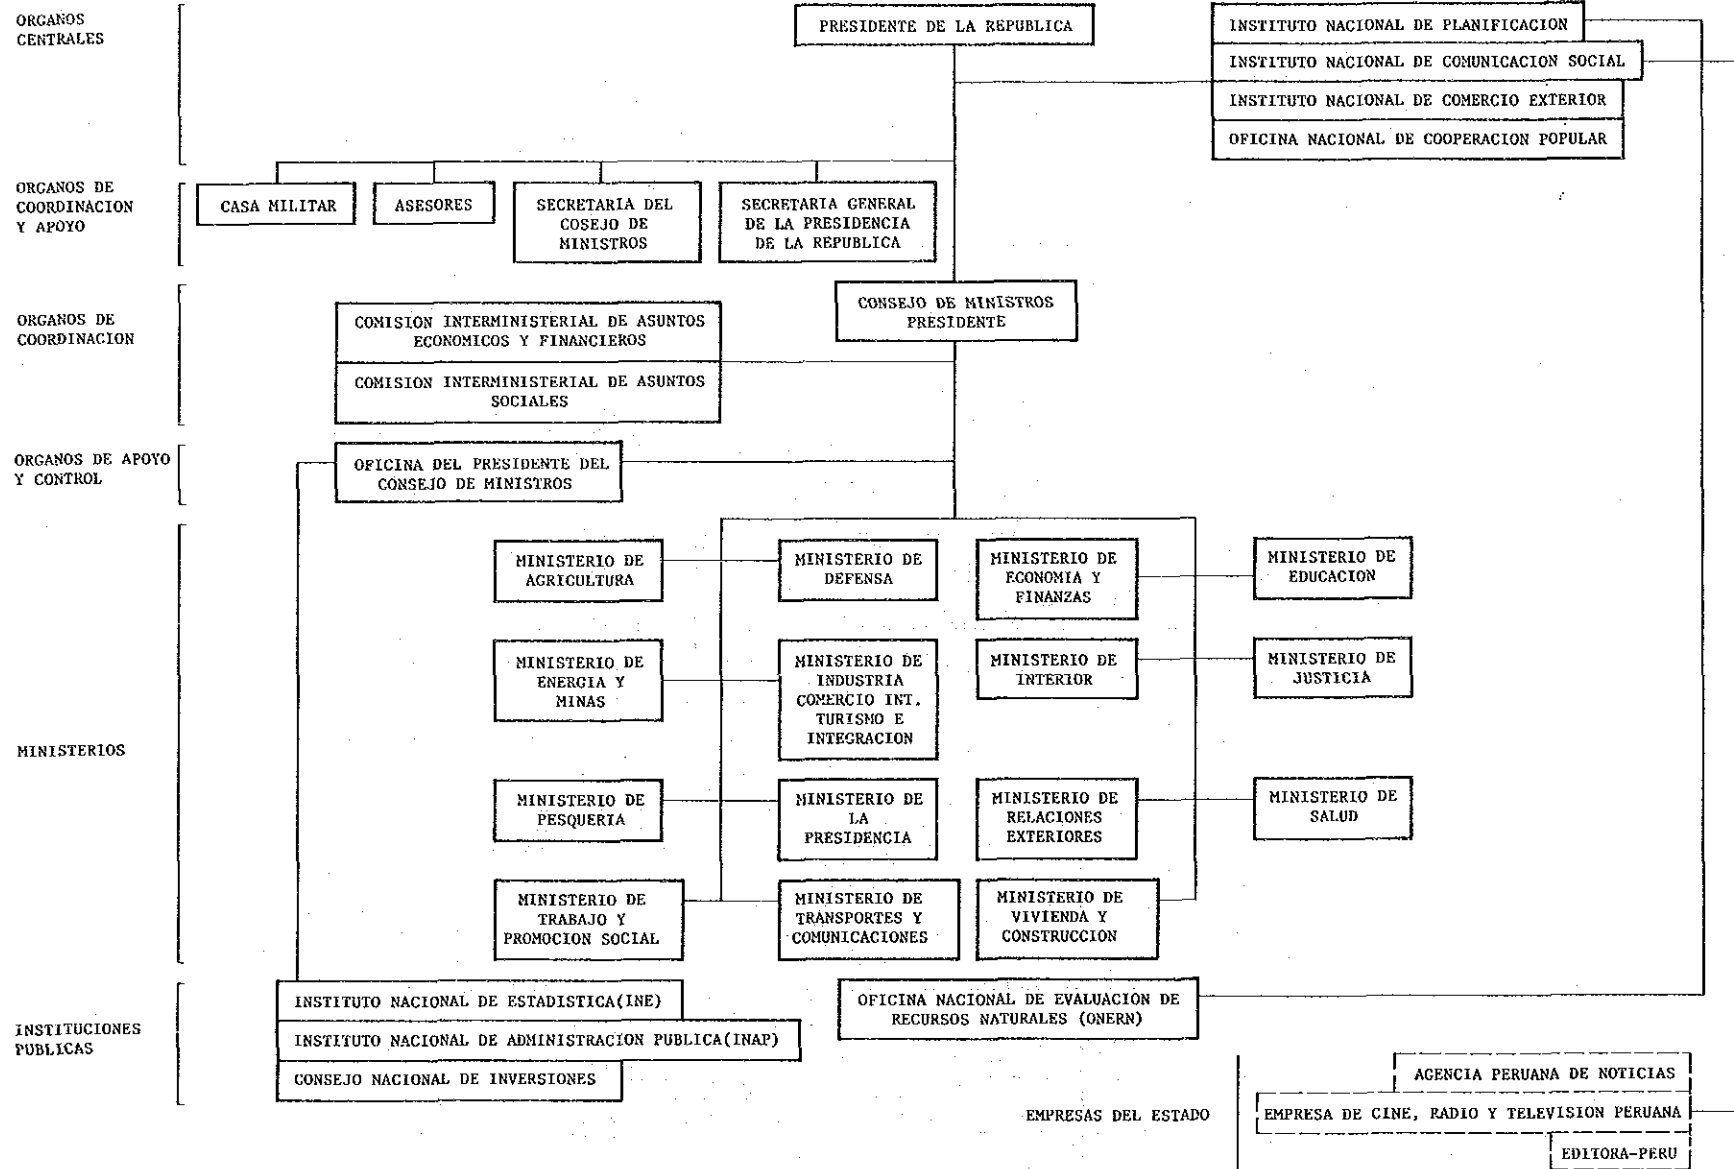 ORGANOS
CENTRALES
PRESIDENTE DE LA REPUBLICA
INSTITUTO NACIONAL DE PLANIFICACION
INSTITUTO NACIONAL DE COMUNICACION SOCIAL
INSTITUTO NACIONAL DE COMERCIO EXTERIOR
OFICINA NACIONAL DE COOPERACION POPULAR
ORGANOS DE
COORDINACION
Y APOYO
CASA MILITAR
ASESORES
SECRETARIA DEL
COSEJO DE
MINISTROS
SECRETARIA GENERAL
DE LA PRESIDENCIA
DE LA REPUBLICA
ORGANOS DE
COORDINACION
CONSEJO DE MINISTROS
PRESIDENTE
COMISION INTERMINISTERIAL DE ASUNTOS
ECONOMICOS Y FINANCIEROS
COMISION INTERMINISTERIAL DE ASUNTOS
SOCIALES
ORGANOS DE APOYO
Y CONTROL
OFICINA DEL PRESIDENTE DEL
CONSEJO DE MINISTROS
MINISTERIOS
MINISTERIO DE
AGRICULTURA
MINISTERIO DE
DEFENSA
MINISTERIO DE
ECONOMIA Y
FINANZAS
MINISTERIO DE
EDUCACION
MINISTERIO DE
ENERGIA Y
MINAS
MINISTERIO DE
INDUSTRIA
COMERCIO INT.
TURISMO E
INTEGRACION
MINISTERIO DE
INTERIOR
MINISTERIO DE
JUSTICIA
MINISTERIO DE
PESQUERIA
MINISTERIO DE
LA
PRESIDENCIA
MINISTERIO DE
RELACIONES
EXTERIORES
MINISTERIO DE
SALUD
MINISTERIO DE
TRABAJO Y
PROMOCION SOCIAL
MINISTERIO DE
TRANSPORTES Y
COMUNICACIONES
MINISTERIO DE
VIVIENDA Y
CONSTRUCCION
INSTITUCIONES
PUBLICAS
INSTITUTO NACIONAL DE ESTADISTICA(INE)
INSTITUTO NACIONAL DE ADMINISTRACION PUBLICA(INAP)
CONSEJO NACIONAL DE INVERSIONES
OFICINA NACIONAL DE EVALUACION DE
RECURSOS NATURALES (ONERN)
EMPRESAS DEL ESTADO
AGENCIA PERUANA DE NOTICIAS
EMPRESA DE CINE, RADIO Y TELEVISION PERUANA
EDITORA-PERU